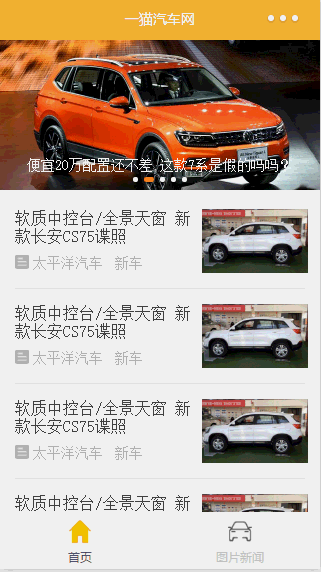 一猫汽车网
便宜20万配置还不差 这款7系是假的吗吗?
软质中控台/全景天窗 新
款长安CS75谍照
太平洋汽车 新车
软质中控台/全景天窗 新
款长安CS75谍照
太平洋汽车 新车
软质中控台/全景天窗 新
款长安CS75谍照
太平洋汽车 新车
软质中控台/全景天窗 新
首页
图片新闻